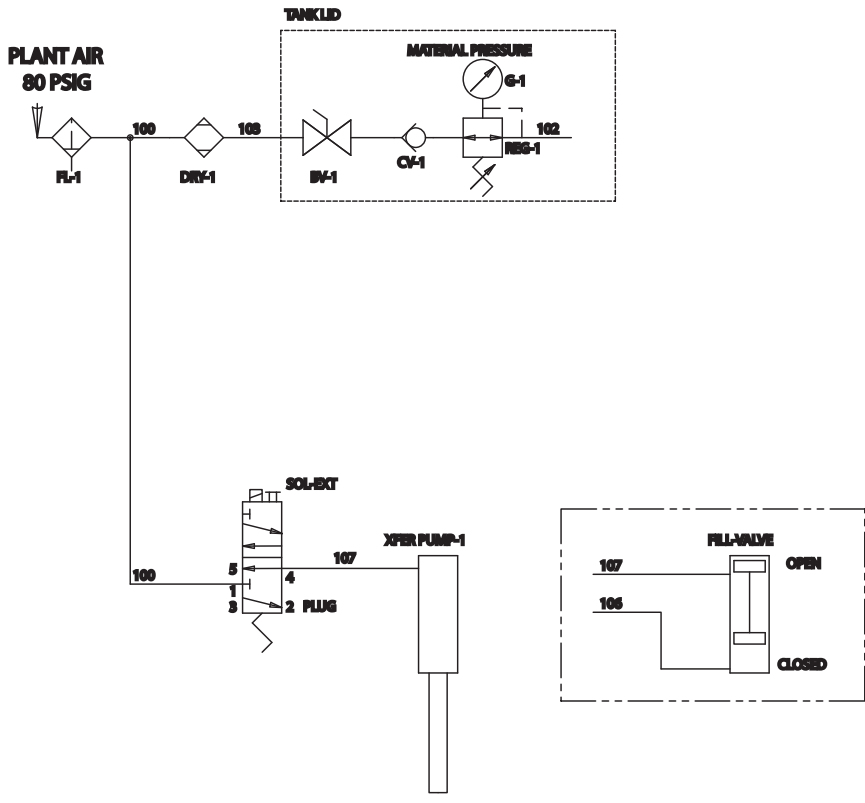 TANK LID
PLANT AIR
80 PSIG
MATERIAL PRESSURE
G-1
100
103
102
REG-1
FL-1
DRY-1
BV-1
CV-1
SOL-EXT
XFER PUMP-1
FILL-VALVE
107
OPEN
5
4
107
100
1
106
3
2 PLUG
CLOSED